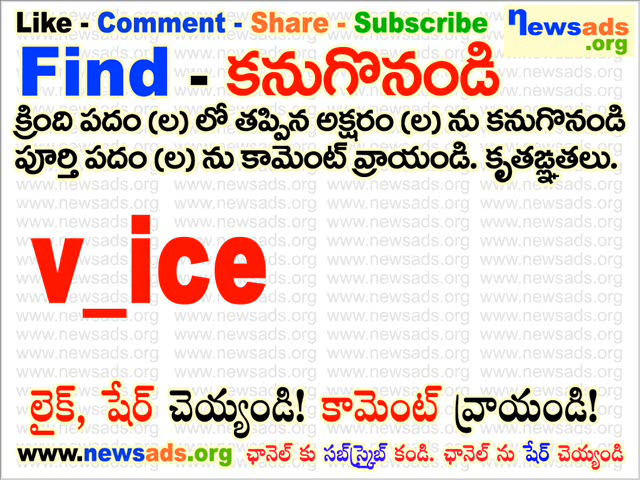 Like - Comment - Share - Subscribe
newsads
.org
Find - కనుగొనండి
క్రింది పదం (ల) లో తప్పిన అక్షరం (ల) ను కనుగొనండి
పూర్తి పదం (ల) ను కామెంట్ వ్రాయండి. కృతఙ్ఞతలు.
v_ice
లైక్, షేర్ చెయ్యండి! కామెంట్ వ్రాయండి!
www.newsads.org ఛానెల్ కు సబ్‌స్క్రైబ్ కండి. ఛానెల్ ను షేర్ చెయ్యండి